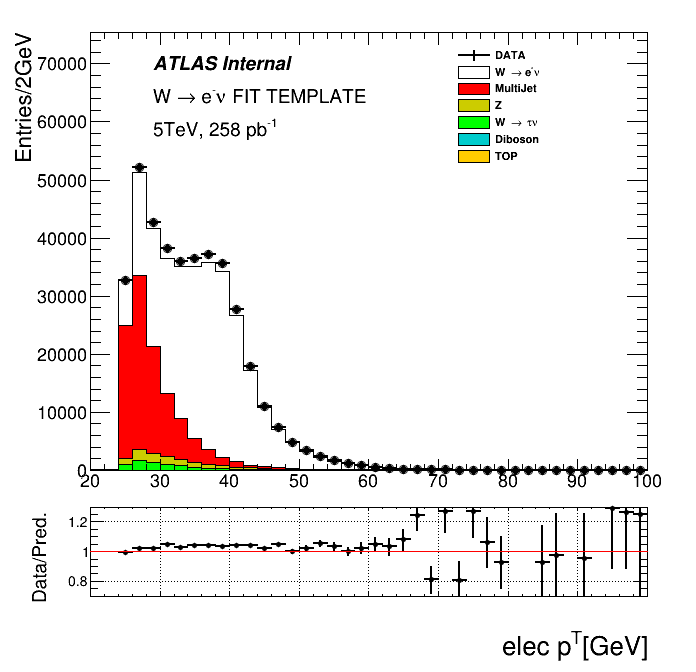 Entries/2GeV
70000
60000
50000
40000
30000
20000
10000
0
ATLAS Internal
W → e⁻ν FIT TEMPLATE
5TeV, 258 pb⁻¹
DATA
W → e⁻ν
MultiJet
Z
W → τν
Diboson
TOP
20 30 40 50 60 70 80 90 100
Data/Pred.
1.2
1
0.8
elec pᵀ[GeV]